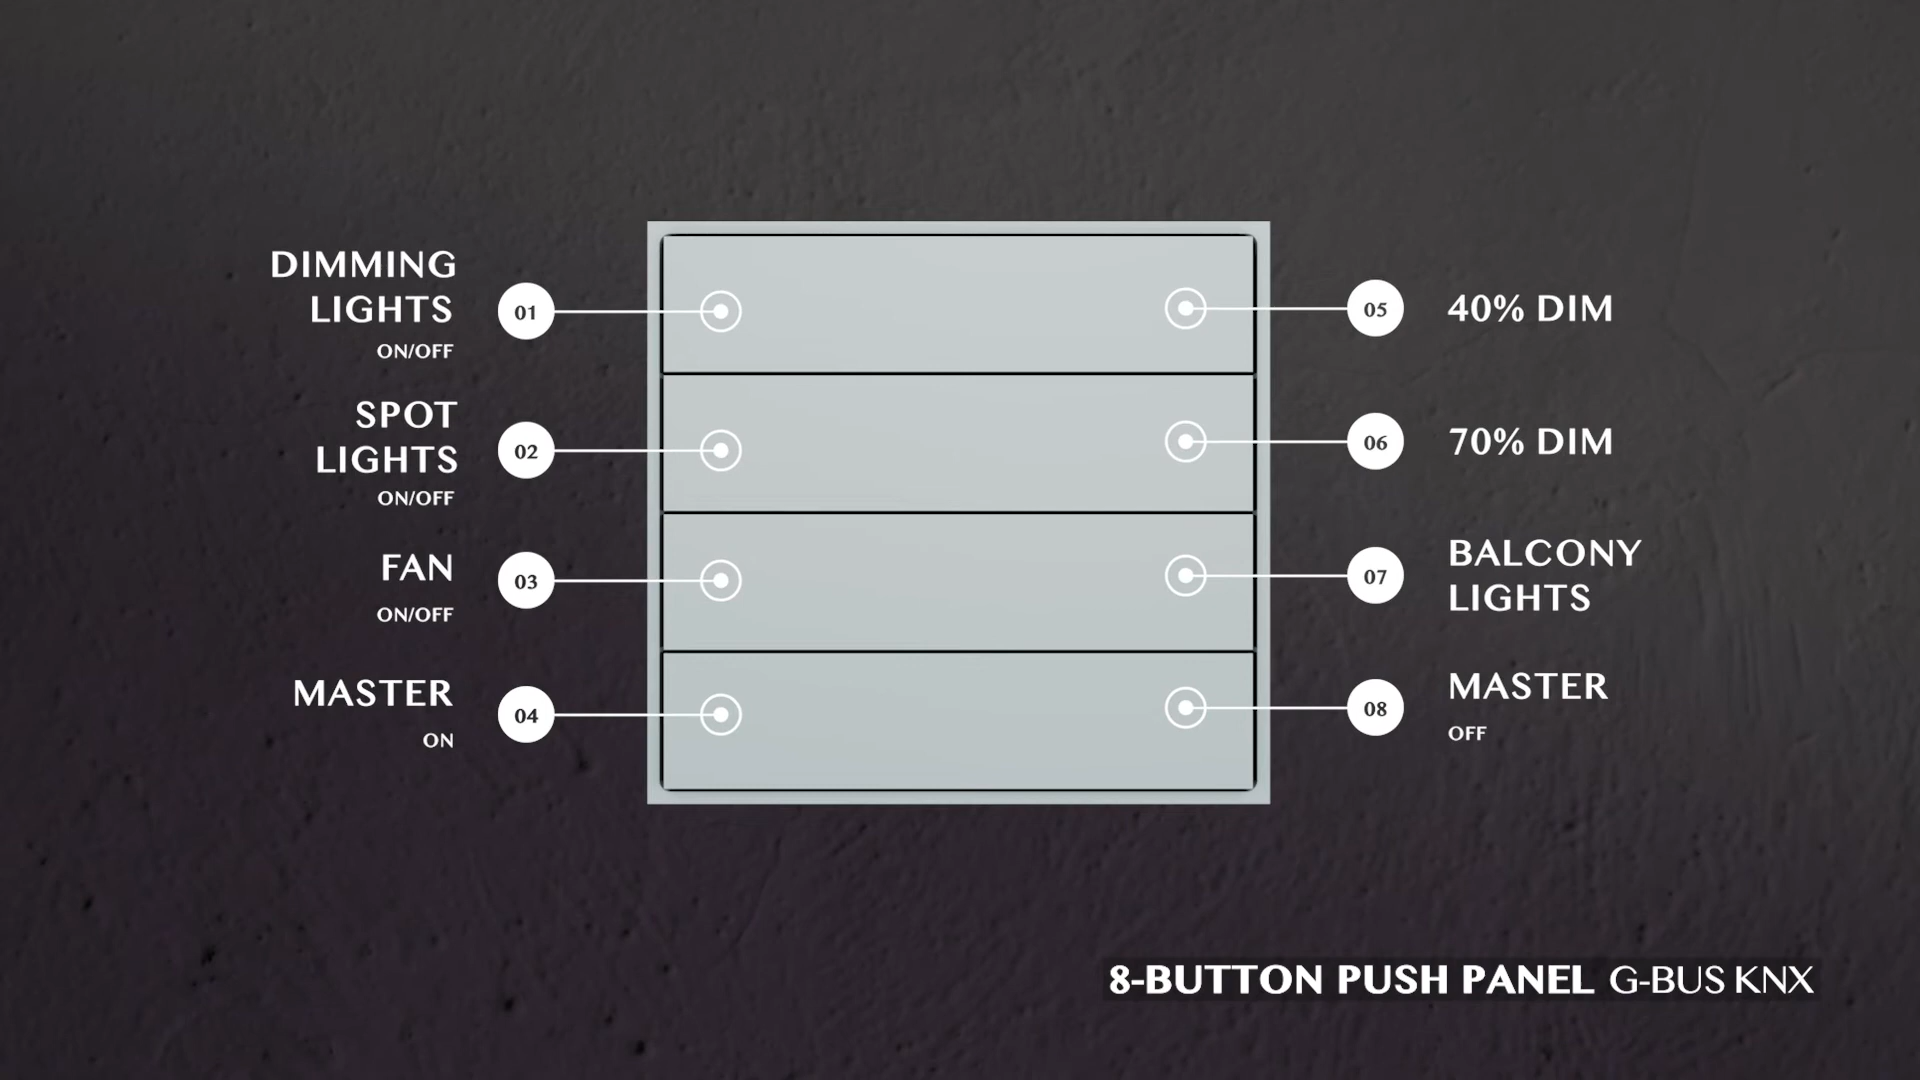 DIMMING
LIGHTS
ON/OFF
01
SPOT
LIGHTS
ON/OFF
02
FAN
ON/OFF
03
MASTER
ON
04
05
40% DIM
06
70% DIM
07
BALCONY
LIGHTS
08
MASTER
OFF
8-BUTTON PUSH PANEL G-BUS KNX